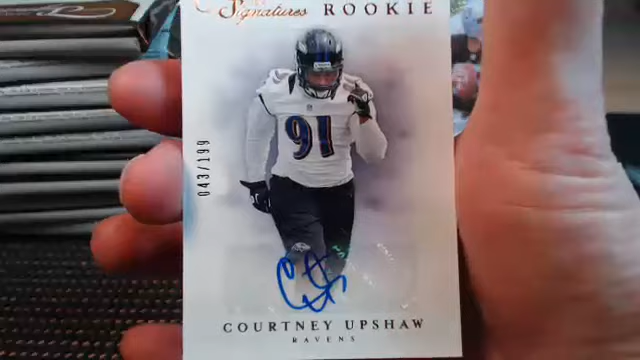 Signatures ROOKIE
91
043/199
COURTNEY UPSHAW
RAVENS